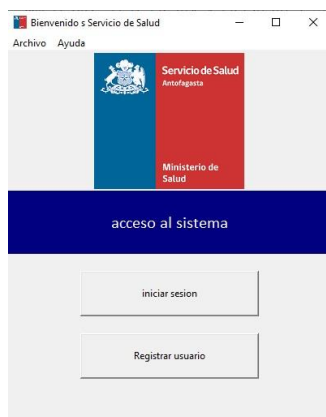 Bienvenido s Servicio de Salud
Archivo Ayuda
Servicio de Salud
Antofagasta
Ministerio de
Salud
acceso al sistema
iniciar sesion
Registrar usuario